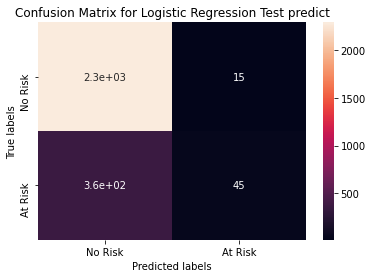 Confusion Matrix for Logistic Regression Test predict
True labels
No Risk
At Risk
2.3e+03
15
3.6e+02
45
No Risk
At Risk
Predicted labels
2000
1500
1000
500